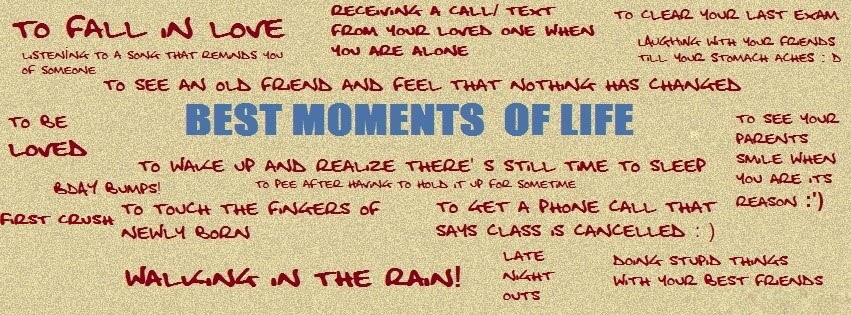 TO FALL IN LOVE
LISTENING TO A SONG THAT REMINDS YOU
OF SOMEONE
RECEIVING A CALL/ TEXT
FROM YOUR LOVED ONE WHEN
YOU ARE ALONE
TO CLEAR YOUR LAST EXAM
LAUGHING WITH YOUR FRIENDS
TILL YOUR STOMACH ACHES : D
TO SEE AN OLD FRIEND AND FEEL THAT NOTHING HAS CHANGED
BEST MOMENTS OF LIFE
TO BE
LOVED
TO SEE YOUR
PARENTS
SMILE WHEN
YOU ARE ITS
REASON :')
TO WAKE UP AND REALIZE THERE' S STILL TIME TO SLEEP
BDAY BUMPS!
TO PEE AFTER HAVING TO HOLD IT UP FOR SOMETIME
FIRST CRUSH
TO TOUCH THE FINGERS OF
NEWLY BORN
TO GET A PHONE CALL THAT
SAYS CLASS IS CANCELLED : )
WALKING IN THE RAIN!
LATE
NIGHT
OUTS
DOING STUPID THINGS
WITH YOUR BEST FRIENDS